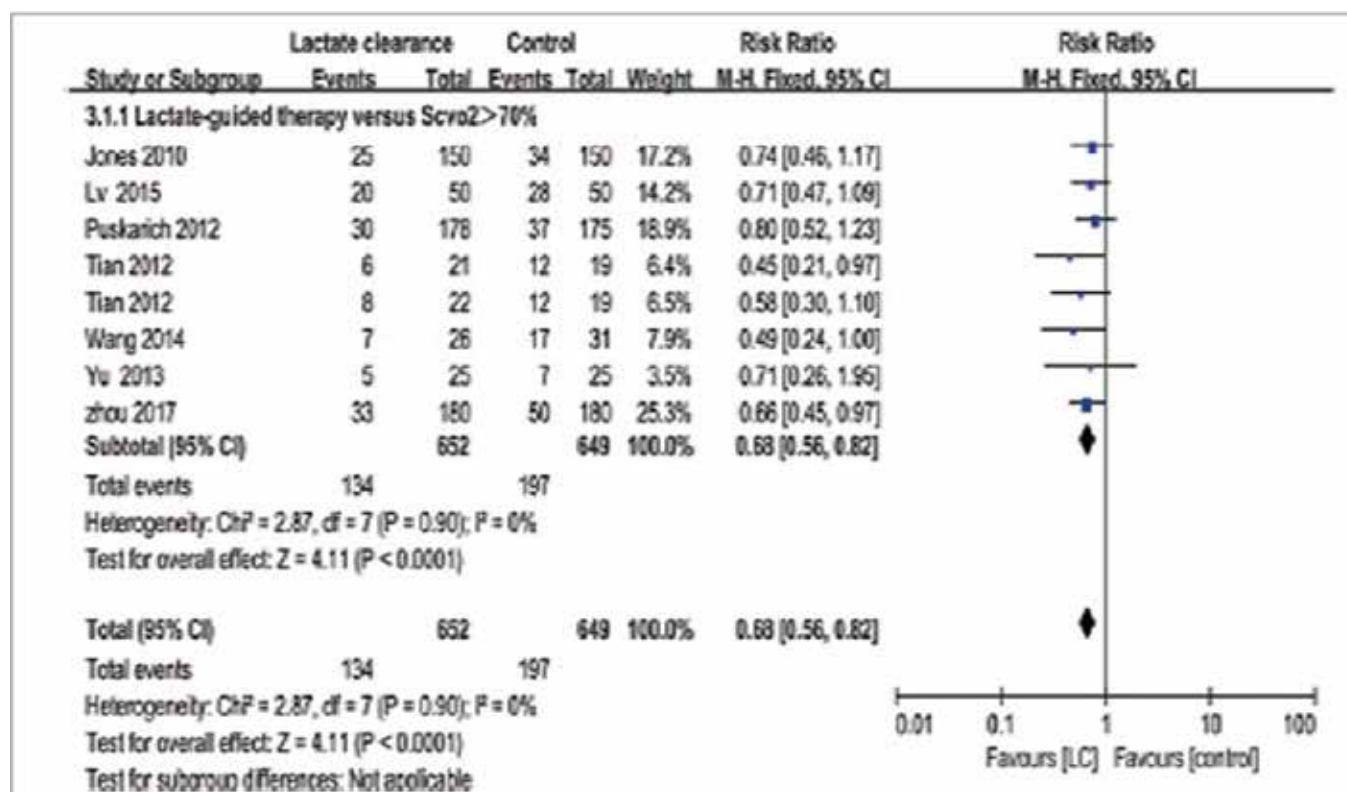 Lactate clearance Control Risk Ratio Risk Ratio
Study or Subgroup Events Total Events Total Weight M-H. Fixed. 95% CI M-H. Fixed. 95% CI
3.1.1 Lactate-guided therapy versus Scvo2>70%
Jones 2010 25 150 34 150 17.2% 0.74 [0.46, 1.17]
Lv 2015 20 50 28 50 14.2% 0.71 [0.47, 1.09]
Puskarich 2012 30 178 37 175 18.9% 0.80 [0.52, 1.23]
Tian 2012 6 21 12 19 6.4% 0.45 [0.21, 0.97]
Tian 2012 8 22 12 19 6.5% 0.58 [0.30, 1.10]
Wang 2014 7 26 17 31 7.9% 0.49 [0.24, 1.00]
Yu 2013 5 25 7 25 3.5% 0.71 [0.26, 1.95]
zhou 2017 33 180 50 180 25.3% 0.66 [0.45, 0.97]
Subtotal (95% CI) 652 649 100.0% 0.68 [0.56, 0.82]
Total events 134 197
Heterogeneity: Chi² = 2.87, df = 7 (P = 0.90); I² = 0%
Test for overall effect: Z = 4.11 (P < 0.0001)
Total (95% CI) 652 649 100.0% 0.68 [0.56, 0.82]
Total events 134 197
Heterogeneity: Chi² = 2.87, df = 7 (P = 0.90); I² = 0%
Test for overall effect: Z = 4.11 (P < 0.0001)
Test for subgroup differences: Not applicable
0.01 0.1 1 10 100
Favours [LC] Favours [control]